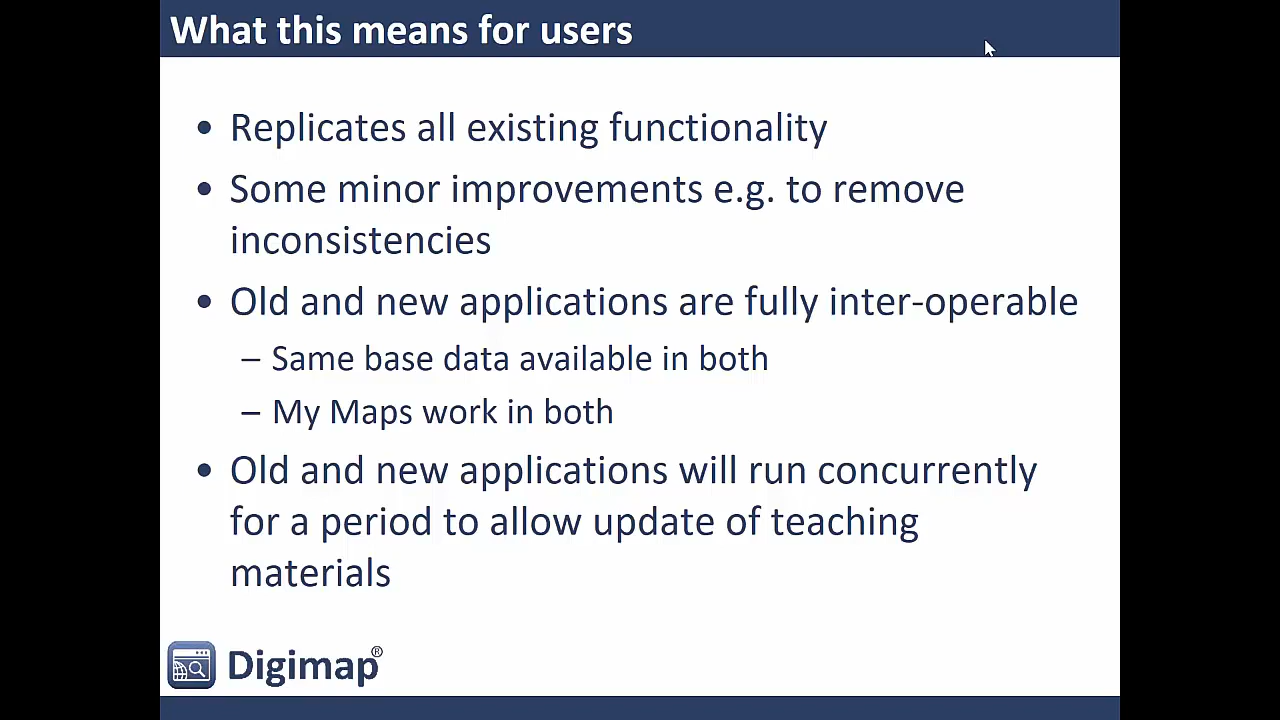 What this means for users
• Replicates all existing functionality
• Some minor improvements e.g. to remove
inconsistencies
• Old and new applications are fully inter-operable
– Same base data available in both
– My Maps work in both
• Old and new applications will run concurrently
for a period to allow update of teaching
materials
Digimap®